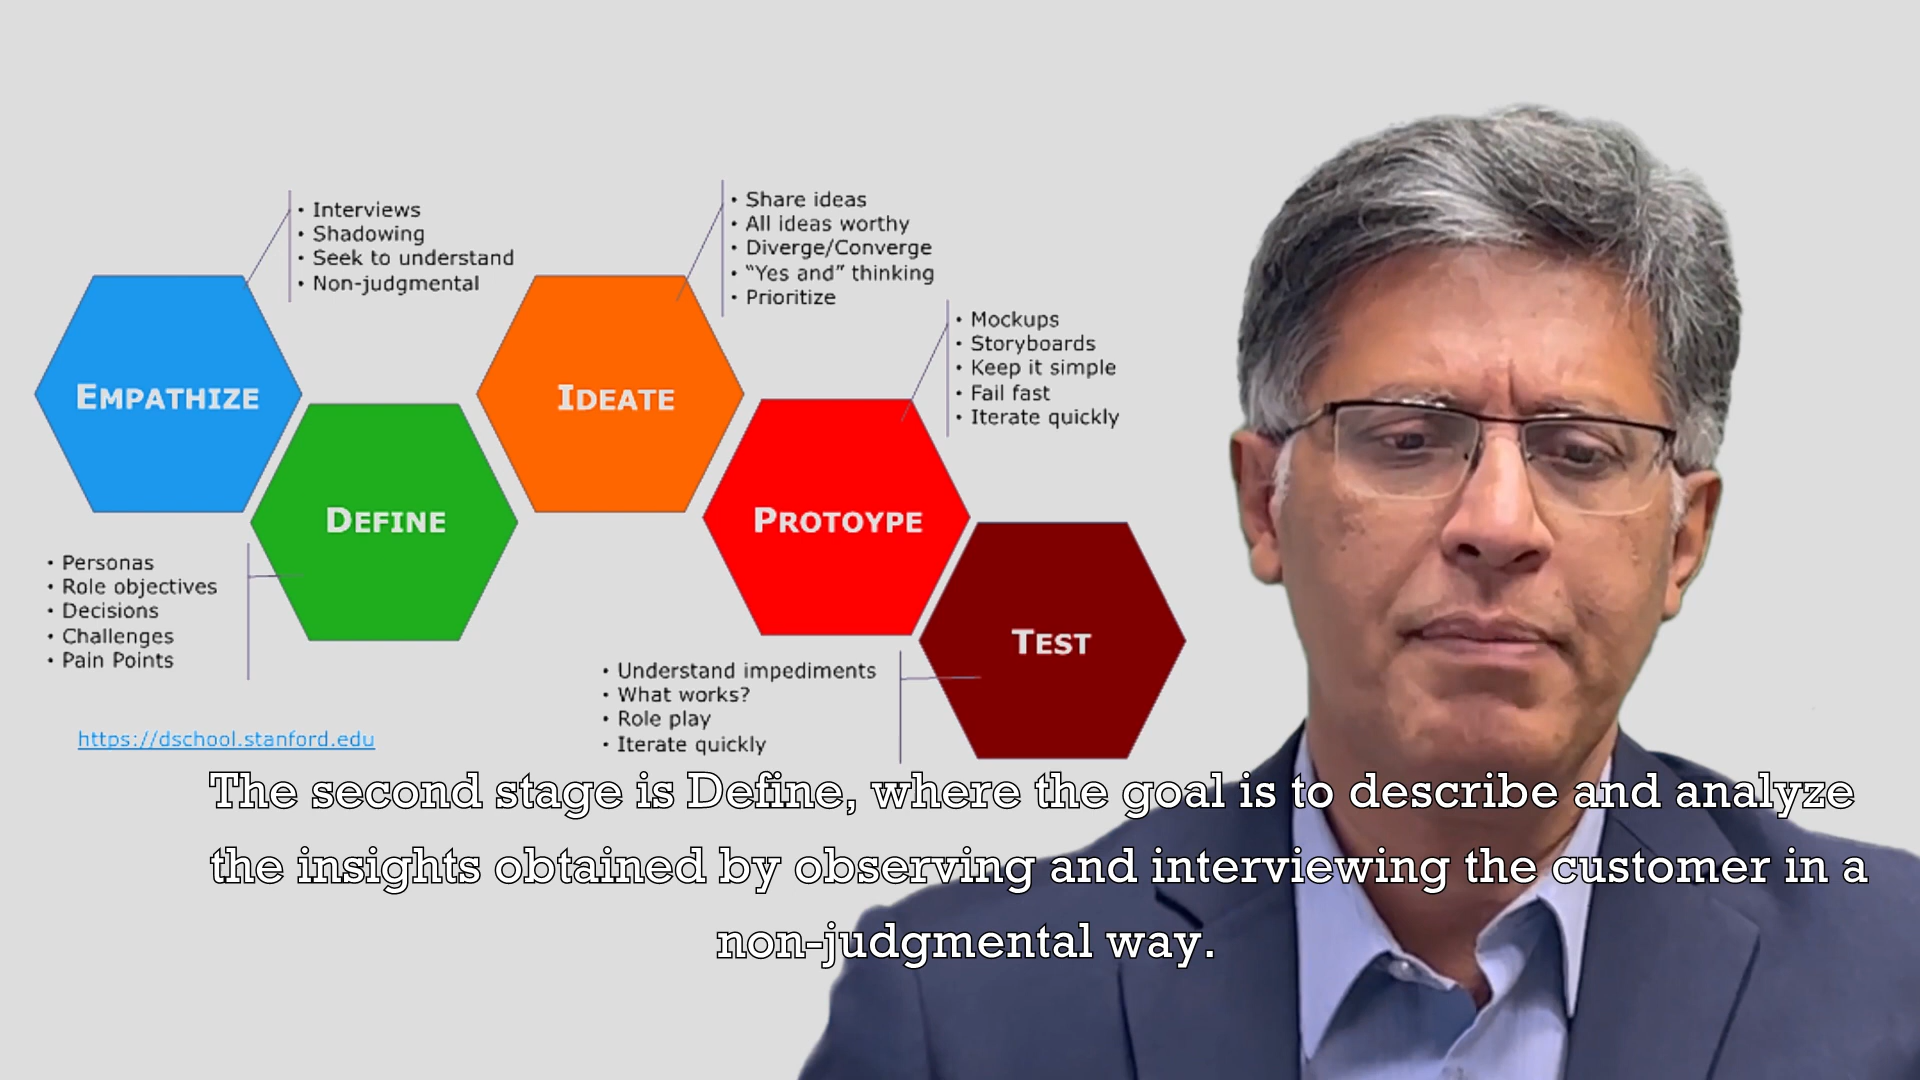 • Interviews
• Shadowing
• Seek to understand
• Non-judgmental
EMPATHIZE
• Personas
• Role objectives
• Decisions
• Challenges
• Pain Points
DEFINE
• Share ideas
• All ideas worthy
• Diverge/Converge
• “Yes and” thinking
• Prioritize
IDEATE
• Mockups
• Storyboards
• Keep it simple
• Fail fast
• Iterate quickly
PROTOYPE
• Understand impediments
• What works?
• Role play
• Iterate quickly
TEST
https://dschool.stanford.edu
The second stage is Define, where the goal is to describe and analyze
the insights obtained by observing and interviewing the customer in a
non-judgmental way.